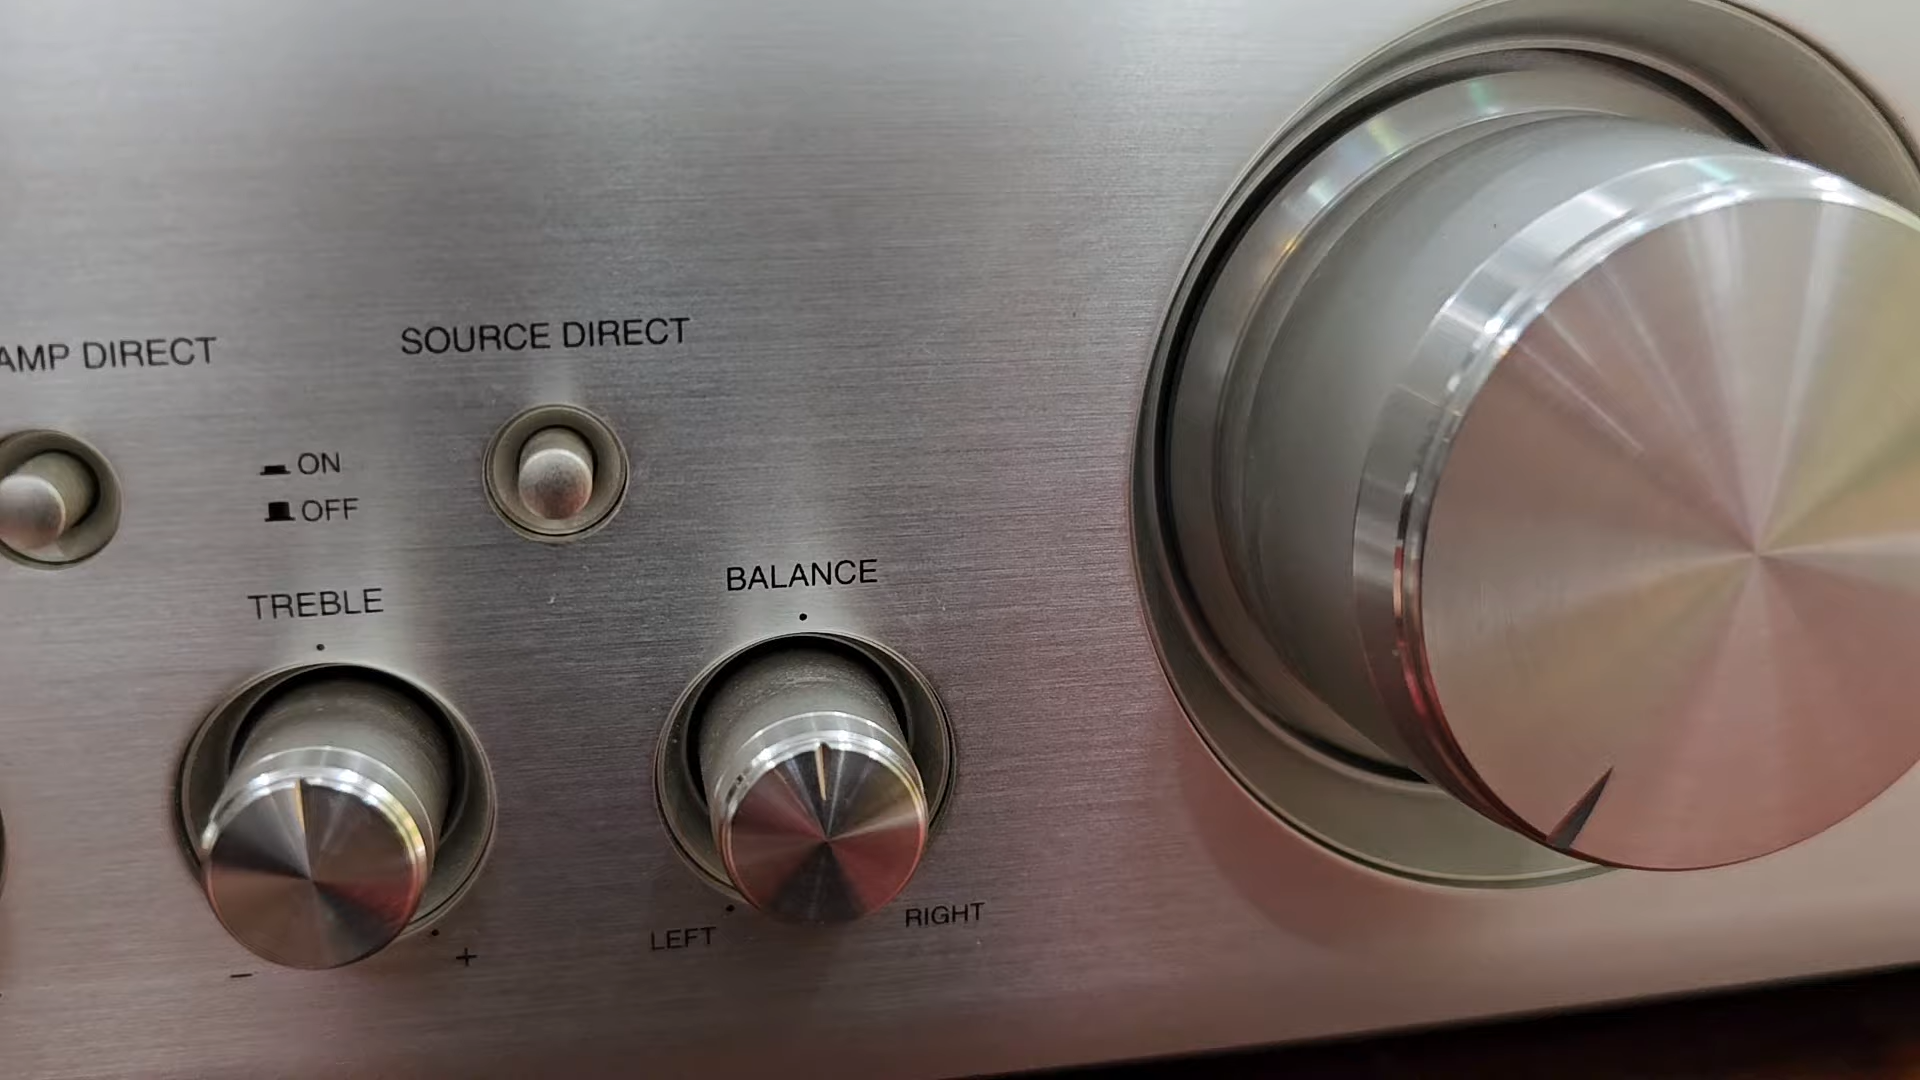 AMP DIRECT
SOURCE DIRECT
ON
OFF
TREBLE
BALANCE
LEFT
RIGHT
- +